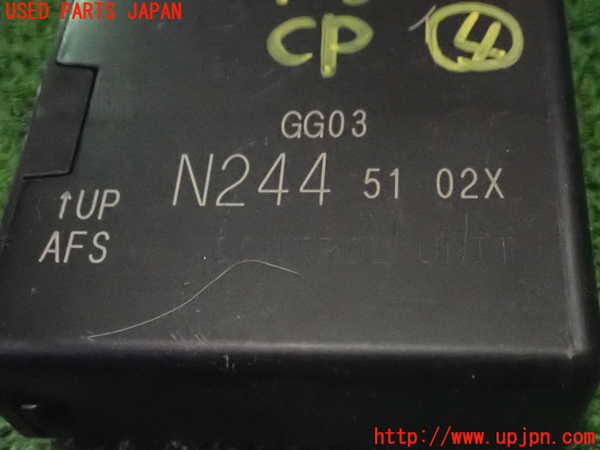 USED PARTS JAPAN
CP ④
GG03
N244 51 02X
↑UP
AFS
CONTROL UNIT
http://www.upjpn.com/